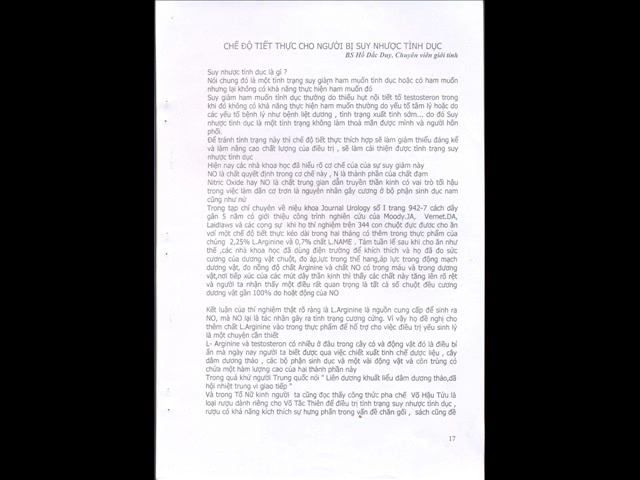 CHẾ ĐỘ TIẾT THỰC CHO NGƯỜI BỊ SUY NHƯỢC TÌNH DỤC
BS Hồ Đắc Duy, Chuyên viên giới tính
Suy nhược tình dục là gì ?
Nói chung đó là một tình trạng suy giảm ham muốn tình dục hoặc có ham muốn
nhưng lại không có khả năng thực hiện ham muốn đó
Suy giảm ham muốn tình dục thường do thiếu hụt nội tiết tố testosteron trong
khi đó không có khả năng thực hiện ham muốn thường do yếu tố tâm lý hoặc do
các yếu tố bệnh lý như bệnh liệt dương , tình trạng xuất tinh sớm... do đó Suy
nhược tình dục là một tình trạng không làm thoả mãn được mình và người hôn
phối.
Để tránh tình trạng này thì chế độ tiết thực thích hợp sẽ làm giảm thiểu đáng kể
và làm nâng cao chất lượng của điều trị , sẽ làm cải thiện được tình trạng suy
nhược tình dục
Hiện nay các nhà khoa học đã hiểu rõ cơ chế của của sự suy giảm này
NO là chất quyết định trong cơ chế này , N là thành phần của chất đạm
Nitric Oxide hay NO là chất trung gian dẫn truyền thần kinh có vai trò tối hậu
trong việc làm dãn cơ trơn là nguyên nhân gây cương ở bộ phận sinh dục nam
cũng như nữ
Trong tạp chí chuyên về niệu khoa Journal Urology số I trang 942-7 cách đây
gần 5 năm có giới thiệu công trình nghiên cứu của Moody.JA, Vernet.DA,
Laidlaws và các cọng sự khi họ thí nghiệm trên 344 con chuột đực được cho ăn
với một chế độ tiết thực kéo dài trong hai tháng có thêm trong thực phẩm của
chúng 2,25% L.Arginine và 0,7% chất L.NAME . Tám tuần lể sau khi cho ăn như
thế ,các nhà khoa học đã dùng điện trường để khích thích và họ đã đo sức
cương của dương vật chuột, đo áp,lực trong thể hang,áp lực trong động mạch
dương vật, đo nồng độ chất Arginine và chất NO có trong máu và trong dương
vật,nơi tiếp xúc của các mút dây thần kinh thì thấy các chất này tăng lên rõ rệt
và người ta nhận thấy một điều rất quan trọng là tất cả số chuột đều cương
dương vật gần 100% do hoạt động của NO
Kết luận của thí nghiệm thật rõ ràng là L.Arginine là nguồn cung cấp để sinh ra
NO, mà NO lại là tác nhân gây ra tình trạng cương cứng. Vì vậy họ đề nghị cho
thêm chất L.Arginine vào trong thực phẩm để hổ trợ cho việc điều trị yếu sinh lý
là một chuyện cần thiết
L- Arginine và testosteron có nhiều ở đâu trong cây cỏ và động vật đó là điều bí
ẩn mà ngày nay người ta biết được qua việc chiết xuất tinh chế dược liệu , cây
dâm dương thảo , các bộ phận sinh dục và một vài động vật và côn trùng có
chứa một hàm lượng cao của hai thành phần này
Trong quá khứ người Trung quốc nói " Liên dương khuất liếu dâm dương thảo,dã
hội nhiệt trung vi giao tiếp "
Và trong Tố Nữ kinh người ta cũng đọc thấy công thức pha chế Võ Hậu Tửu là
loại rượu dành riêng cho Võ Tắc Thiên để điều trị tình trạng suy nhược tình dục ,
rượu có khả năng kích thích sự hưng phấn trong vấn đề chăn gối , sách cũng đề
17